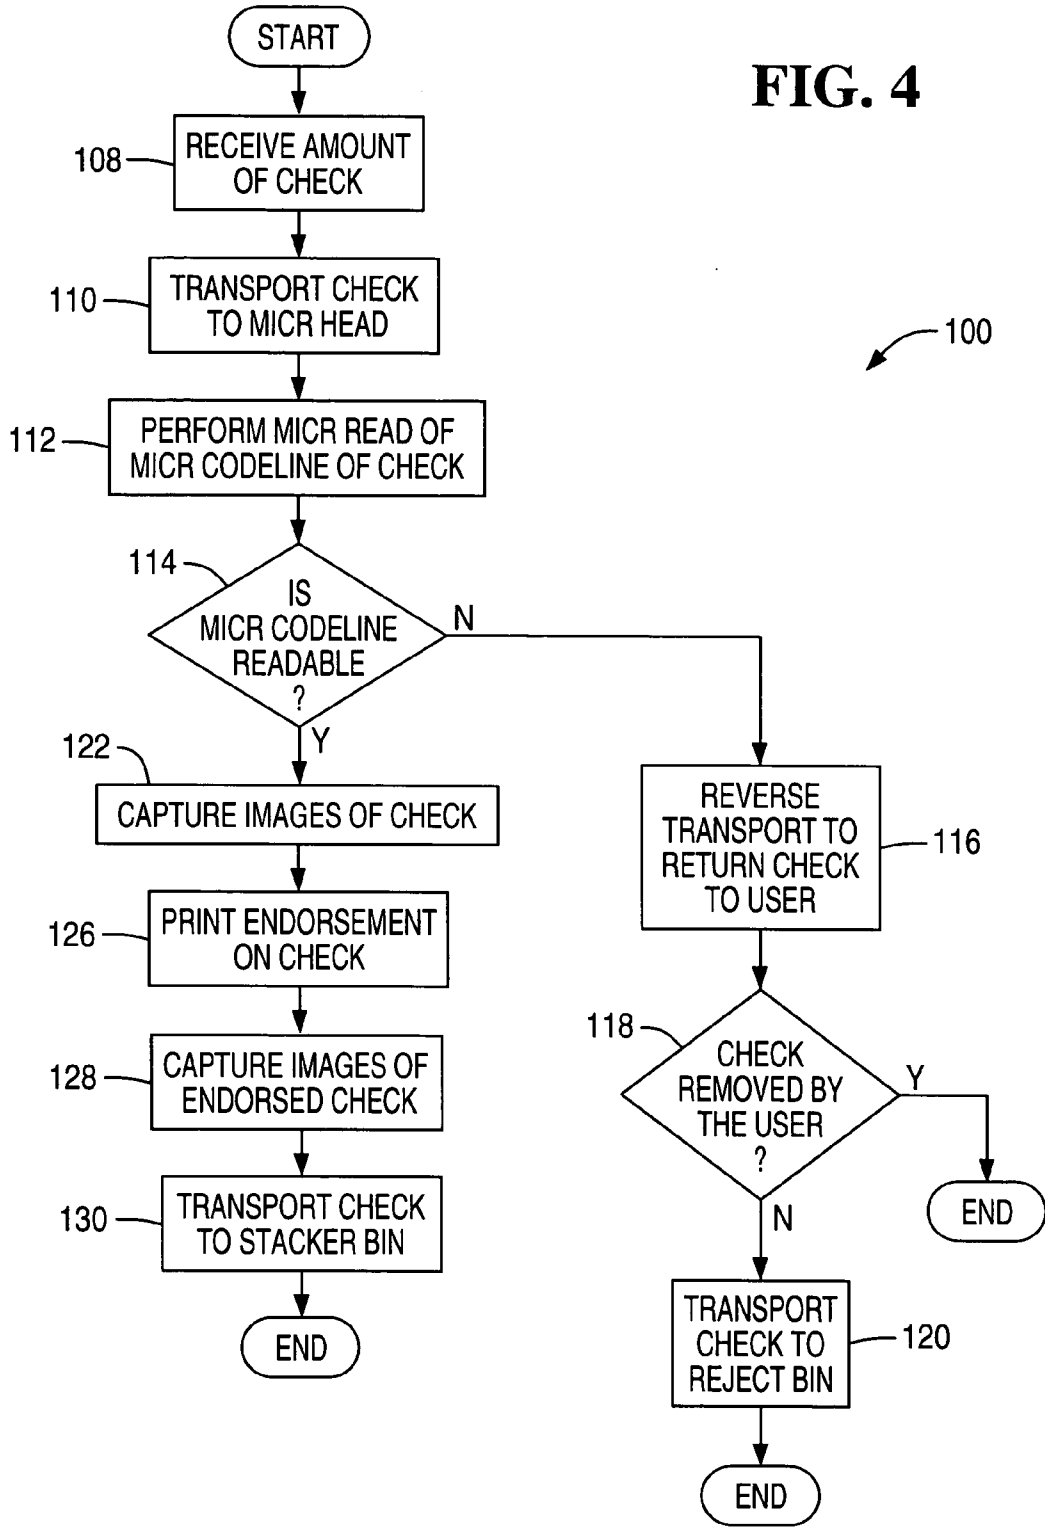 START
FIG. 4
108
RECEIVE AMOUNT
OF CHECK
110
TRANSPORT CHECK
TO MICR HEAD
100
112
PERFORM MICR READ OF
MICR CODELINE OF CHECK
114
IS
MICR CODELINE
READABLE
?
N
Y
122
CAPTURE IMAGES OF CHECK
126
PRINT ENDORSEMENT
ON CHECK
128
CAPTURE IMAGES OF
ENDORSED CHECK
130
TRANSPORT CHECK
TO STACKER BIN
END
REVERSE
TRANSPORT TO
RETURN CHECK
TO USER
116
118
CHECK
REMOVED BY
THE USER
?
Y
END
N
TRANSPORT
CHECK TO
REJECT BIN
120
END